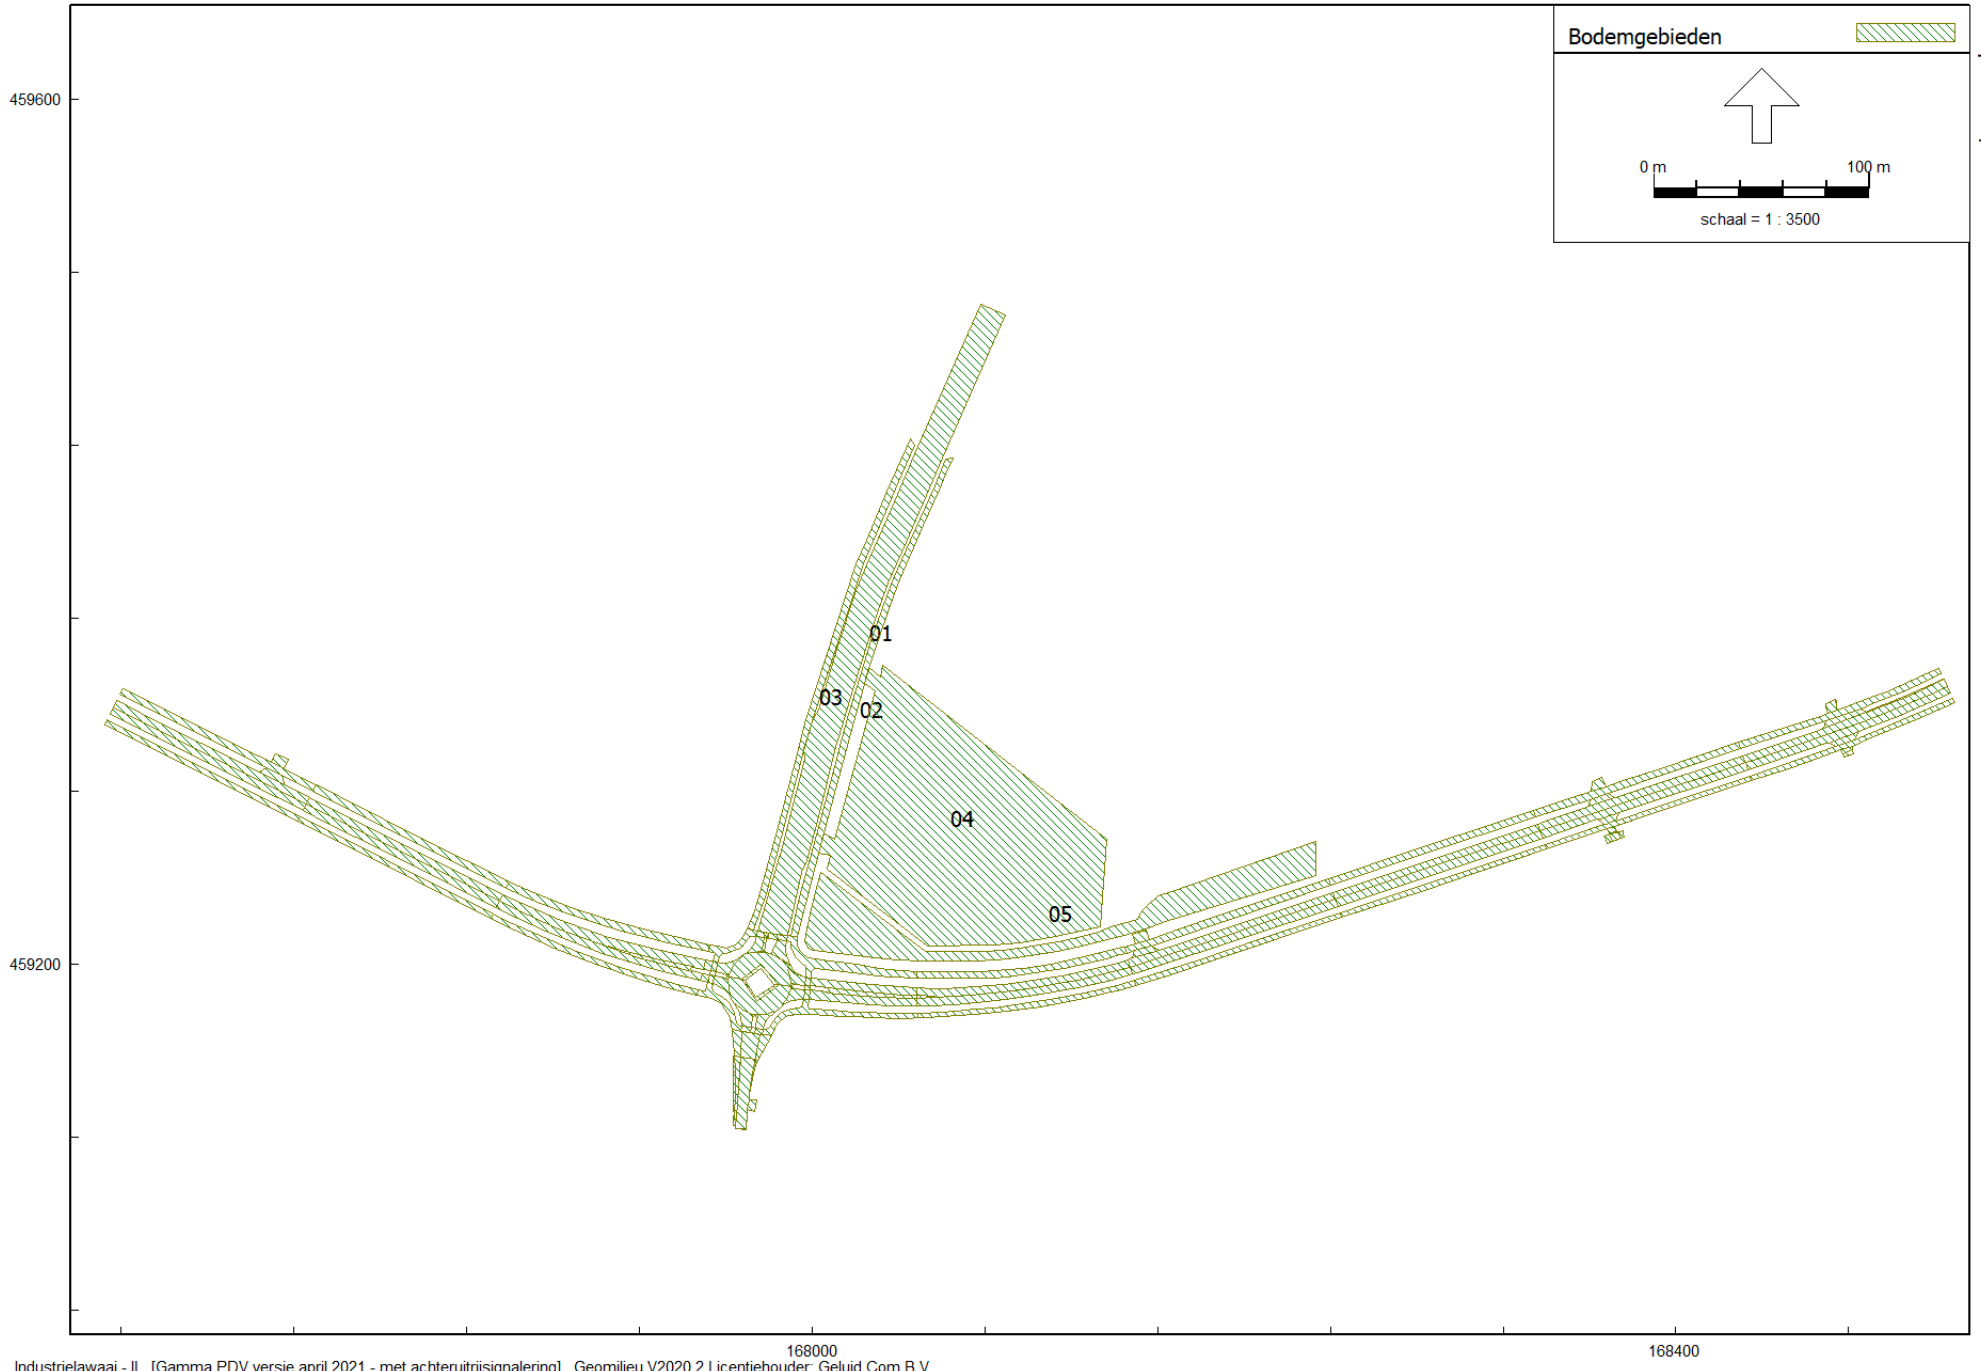 Bodemgebieden
459600
0 m 100 m
schaal = 1 : 3500
01
03
02
04
05
459200
168000 168400
Industrielawaai - IL, [Gamma PDV versie april 2021 - met achteruitrijsignalering], Geomilieu V2020.2 Licentiehouder: Geluid Com B.V.